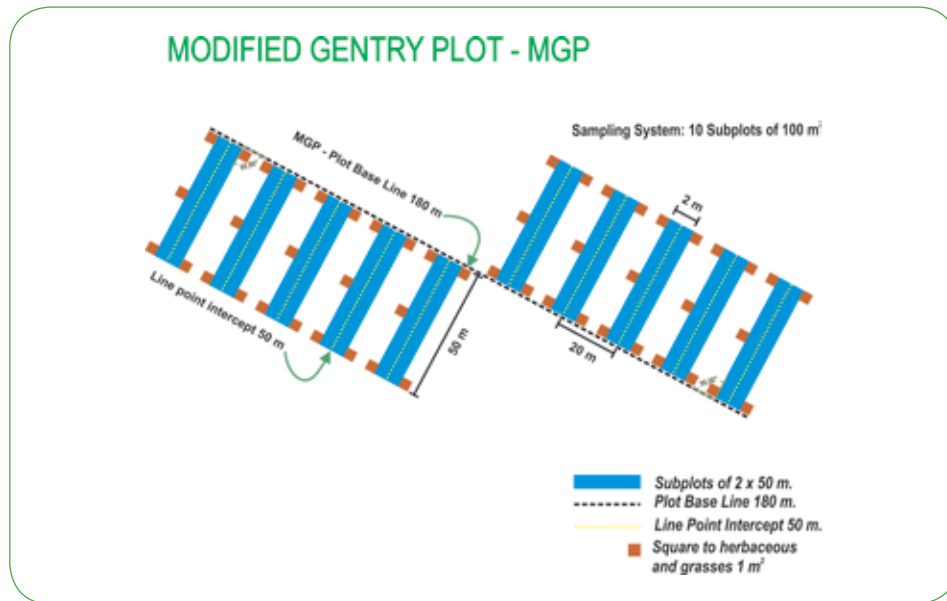 MODIFIED GENTRY PLOT - MGP
Sampling System: 10 Subplots of 100 m²
MGP - Plot Base Line 180 m
2 m
Line point intercept 50 m
50 m
20 m
Subplots of 2 x 50 m.
Plot Base Line 180 m.
Line Point Intercept 50 m.
Square to herbaceous
and grasses 1 m²